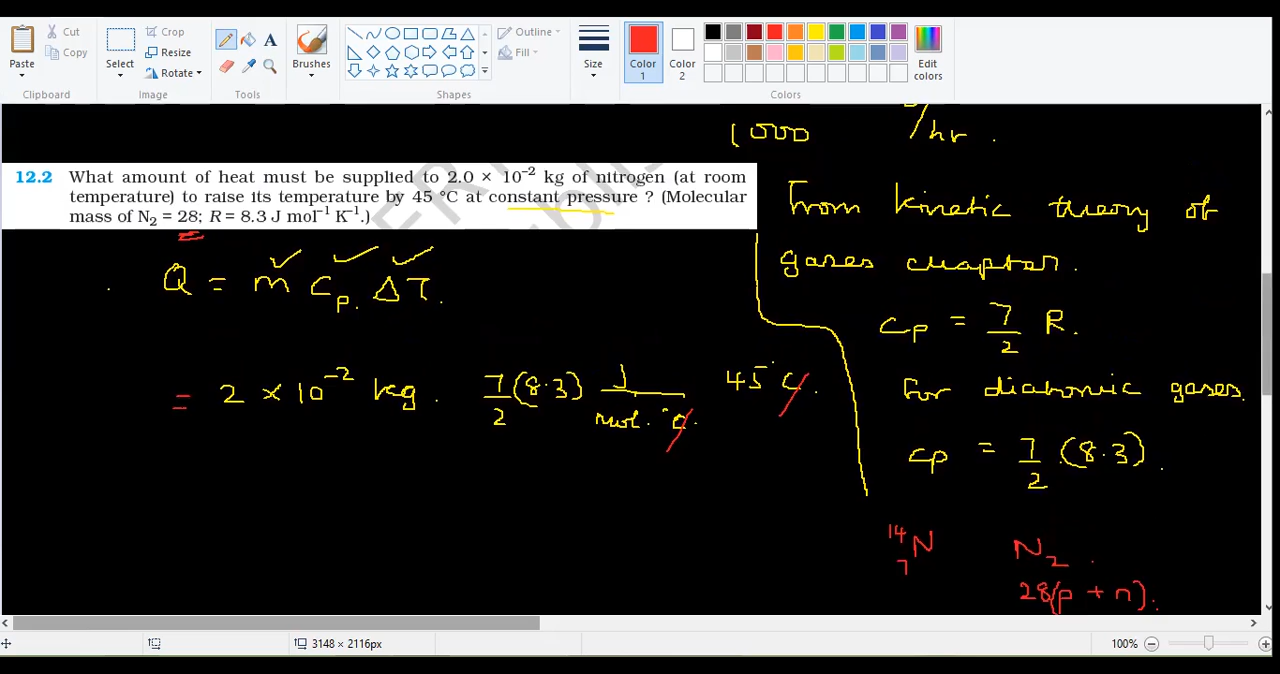 Paste
Cut
Copy
Clipboard
Select
Crop
Resize
Rotate
Image
A
Tools
Brushes
Outline
Fill
Shapes
Size
Color
1
Color
2
Edit
colors
Colors
1000 /hr.
12.2 What amount of heat must be supplied to 2.0 × 10⁻² kg of nitrogen (at room
temperature) to raise its temperature by 45 °C at constant pressure ? (Molecular
mass of N₂ = 28; R = 8.3 J mol⁻¹ K⁻¹.)
Q = m Cp. ΔT.
= 2 × 10⁻² kg. 7/2 (8.3) J/mol.°C. 45°C.
From kinetic theory of
gases chapter.
Cp = 7/2 R.
For diatomic gases.
Cp = 7/2 (8.3).
¹⁴₇N N₂
28(p + n).
3148 × 2116px
100%